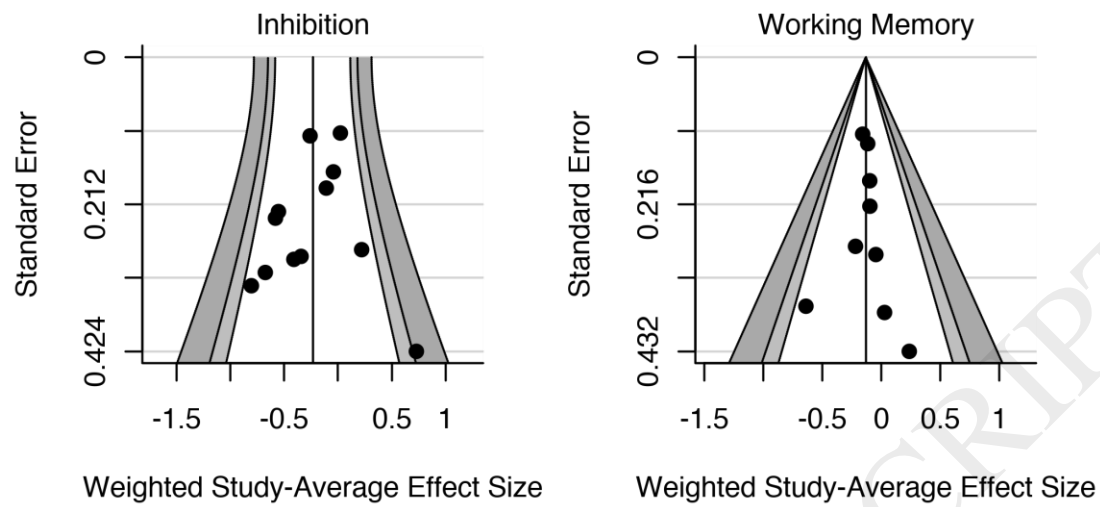 Inhibition
Standard Error
0
0.212
0.424
-1.5
-0.5
0
0.5
1
Weighted Study-Average Effect Size
Working Memory
Standard Error
0
0.216
0.432
-1.5
-0.5
0
0.5
1
Weighted Study-Average Effect Size
CRIPT